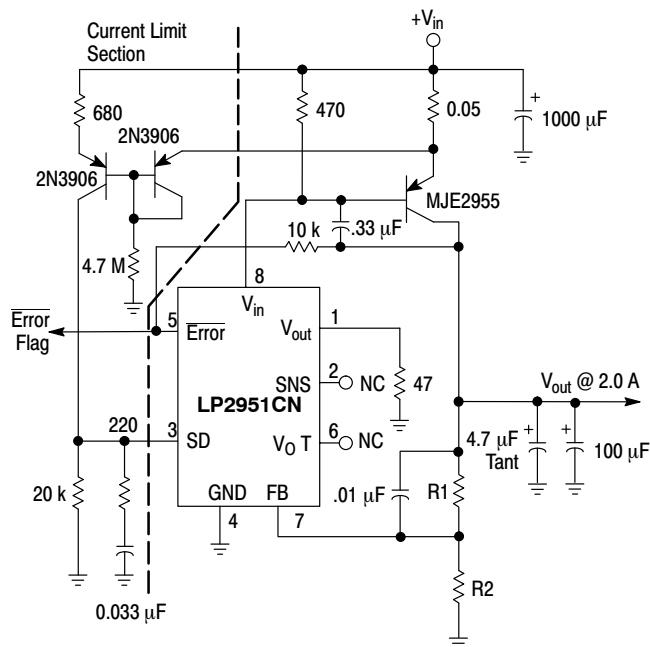 Current Limit
Section
+Vin
680
470
0.05
+
1000 µF
2N3906
2N3906
MJE2955
10 k
.33 µF
4.7 M
8
Vin
Error
Flag
5
Error
Vout
1
SNS
2
NC
47
LP2951CN
Vout @ 2.0 A
220
3
SD
VO T
6
NC
4.7 µF
Tant
+
+
100 µF
20 k
GND
FB
.01 µF
R1
4
7
R2
0.033 µF